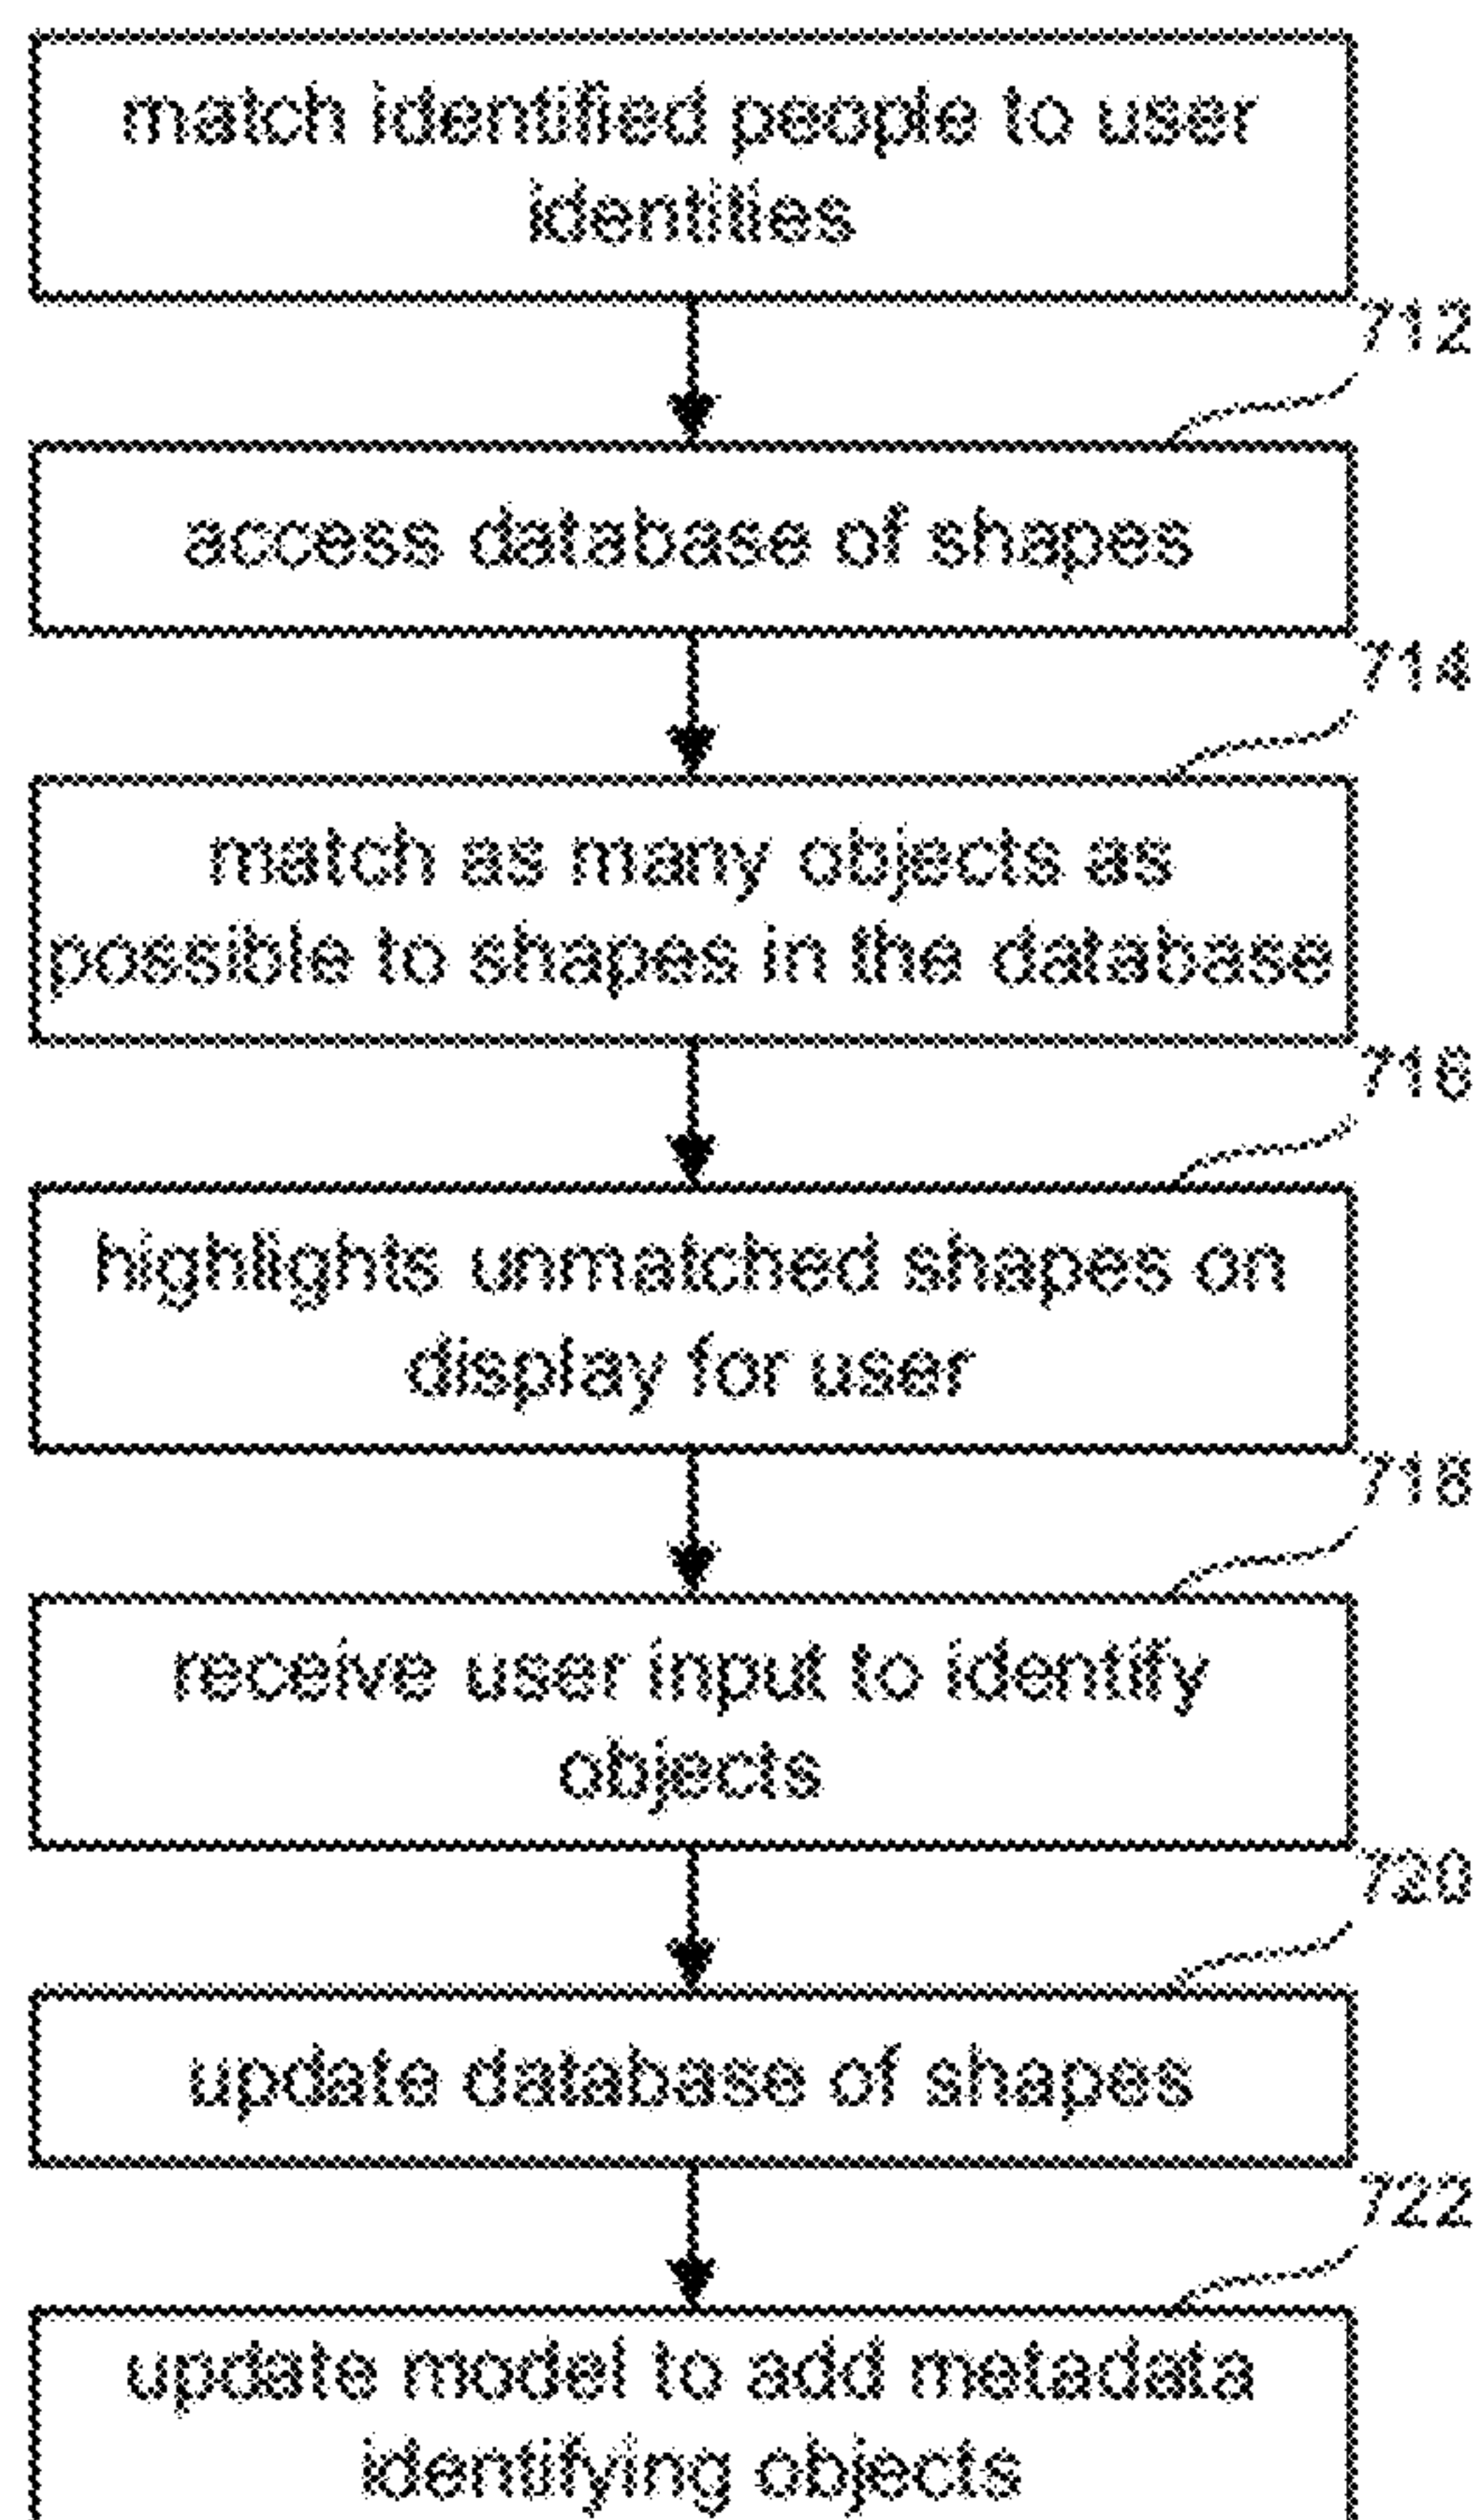 match identified people to user
identities
712
access database of shapes
714
match as many objects as
possible to shapes in the database
716
highlights unmatched shapes on
display for user
718
receive user input to identify
objects
720
update database of shapes
722
update model to add metadata
identifying objects